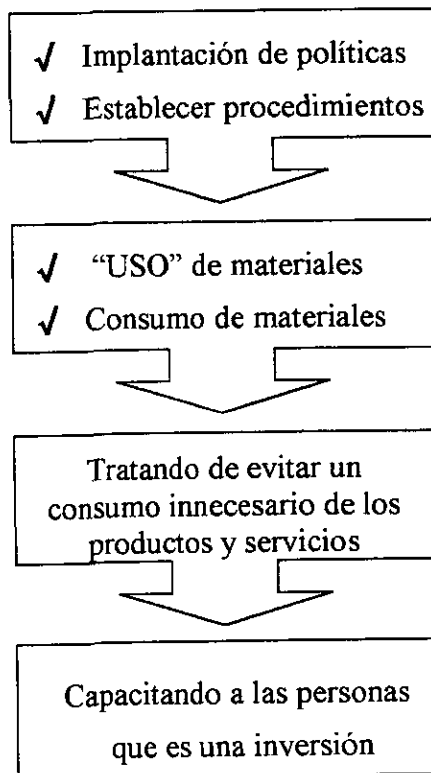 √ Implantación de políticas
√ Establecer procedimientos
√ “USO” de materiales
√ Consumo de materiales
Tratando de evitar un
consumo innecesario de los
productos y servicios
Capacitando a las personas
que es una inversión